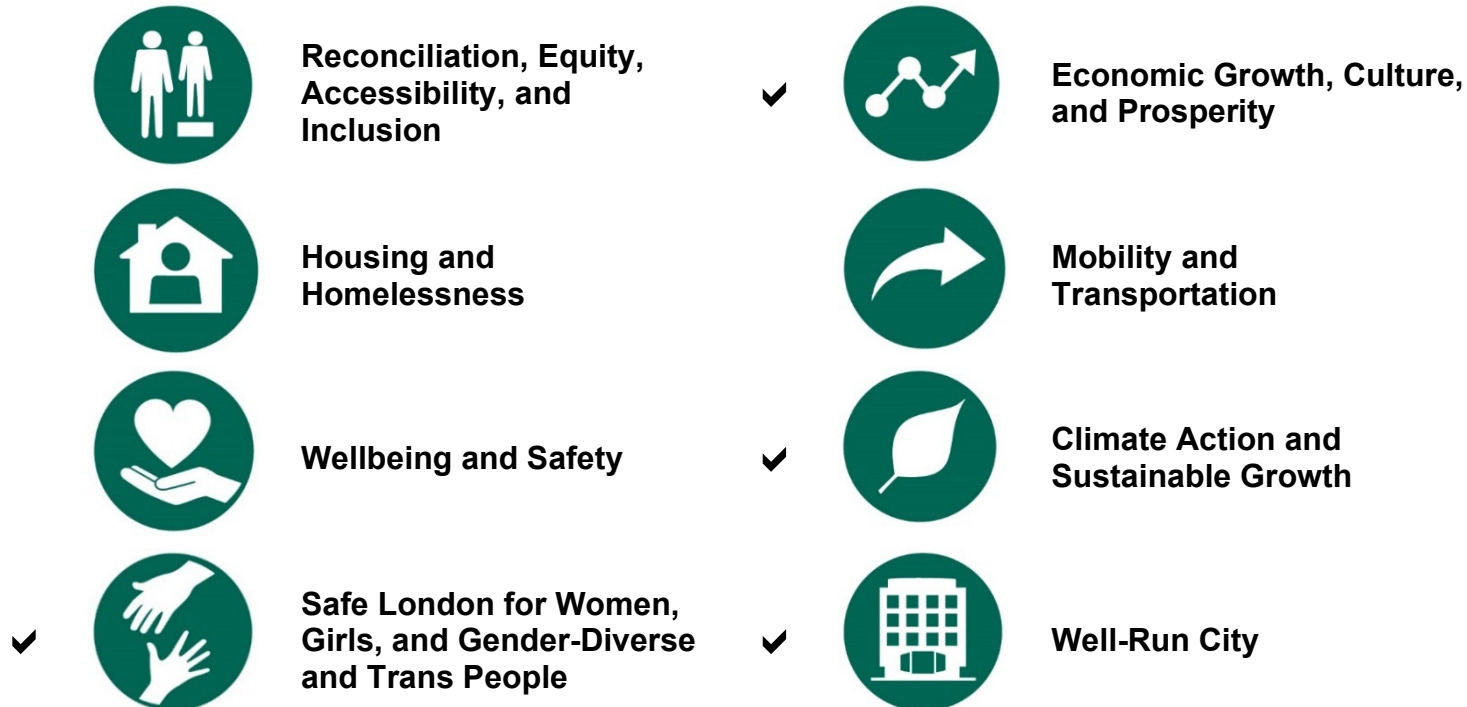 Reconciliation, Equity,
Accessibility, and
Inclusion
✔
Economic Growth, Culture,
and Prosperity
Housing and
Homelessness
Mobility and
Transportation
Wellbeing and Safety
✔
Climate Action and
Sustainable Growth
✔
Safe London for Women,
Girls, and Gender-Diverse
and Trans People
✔
Well-Run City